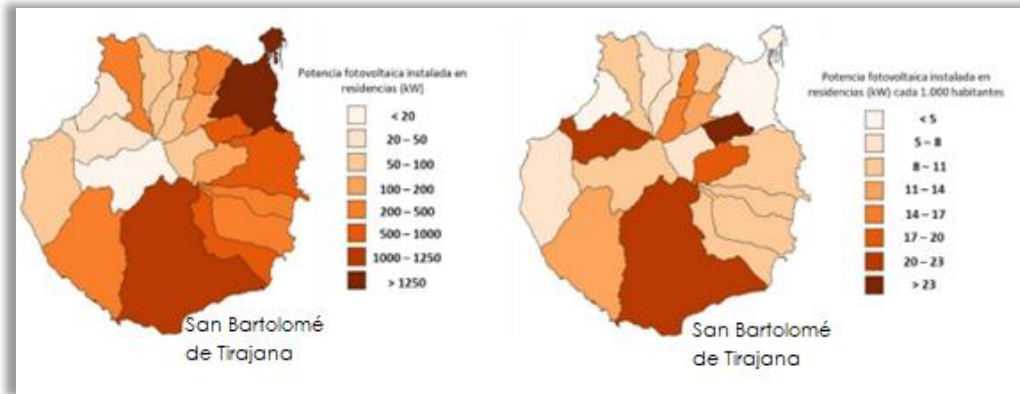 Potencia fotovoltaica instalada en
residencias (kW)
< 20
20 – 50
50 – 100
100 – 200
200 – 500
500 – 1000
1000 – 1250
> 1250
San Bartolomé
de Tirajana
Potencia fotovoltaica instalada en
residencias (kW) cada 1.000 habitantes
< 5
5 – 8
8 – 11
11 – 14
14 – 17
17 – 20
20 – 23
> 23
San Bartolomé
de Tirajana